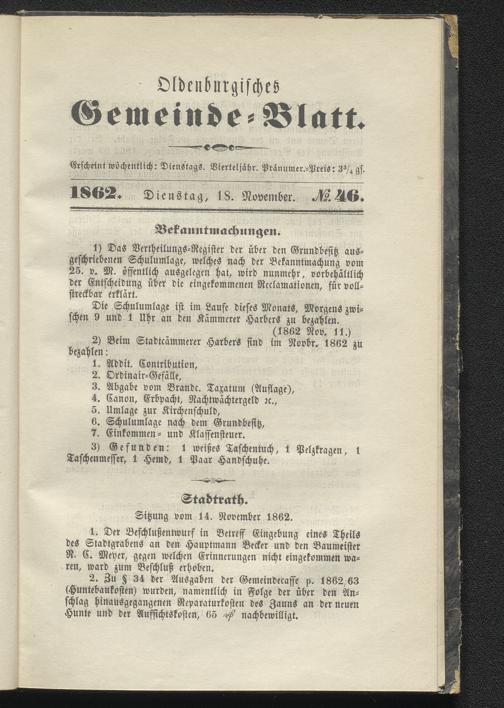 Oldenburgisches
Gemeinde-Blatt.
Erscheint wöchentlich: Dienstags. Vierteljähr. Pränumer.-Preis: 3¾ gſ.
1862. Dienstag, 18. November. №. 46.
Bekanntmachungen.
1) Das Vertheilungs-Register der über den Grundbesitz aus-
geschriebenen Schulumlage, welches nach der Bekanntmachung vom
25. v. M. öffentlich ausgelegen hat, wird nunmehr, vorbehältlich
der Entscheidung über die eingekommenen Reclamationen, für voll-
streckbar erklärt.
Die Schulumlage ist im Laufe dieses Monats, Morgens zwi-
schen 9 und 1 Uhr an den Kämmerer Harbers zu bezahlen.
(1862 Nov. 11.)
2) Beim Stadtcämmerer Harbers sind im Novbr. 1862 zu
bezahlen:
1. Addit. Contribution,
2. Ordinair-Gefälle,
3. Abgabe vom Brandc. Taxatum (Auflage),
4. Canon, Erbpacht, Nachtwächtergeld ꝛc.,
5. Umlage zur Kirchenschuld,
6. Schulumlage nach dem Grundbesitz,
7. Einkommen- und Klassensteuer.
3) Gefunden: 1 weißes Taschentuch, 1 Pelzkragen, 1
Taschenmesser, 1 Hemd, 1 Paar Handschuhe.
Stadtrath.
Sitzung vom 14. November 1862.
1. Der Beschlußentwurf in Betreff Eingebung eines Theils
des Stadtgrabens an den Hauptmann Becker und den Baumeister
N. C. Meyer, gegen welchen Erinnerungen nicht eingekommen wa-
ren, ward zum Beschluß erhoben.
2. Zu § 34 der Ausgaben der Gemeindecasse p. 1862/63
(Huntebaukosten) wurden, namentlich in Folge der über den An-
schlag hinausgegangenen Reparaturkosten des Zauns an der neuen
Hunte und der Aufsichtskosten, 65 ₰ nachbewilligt.